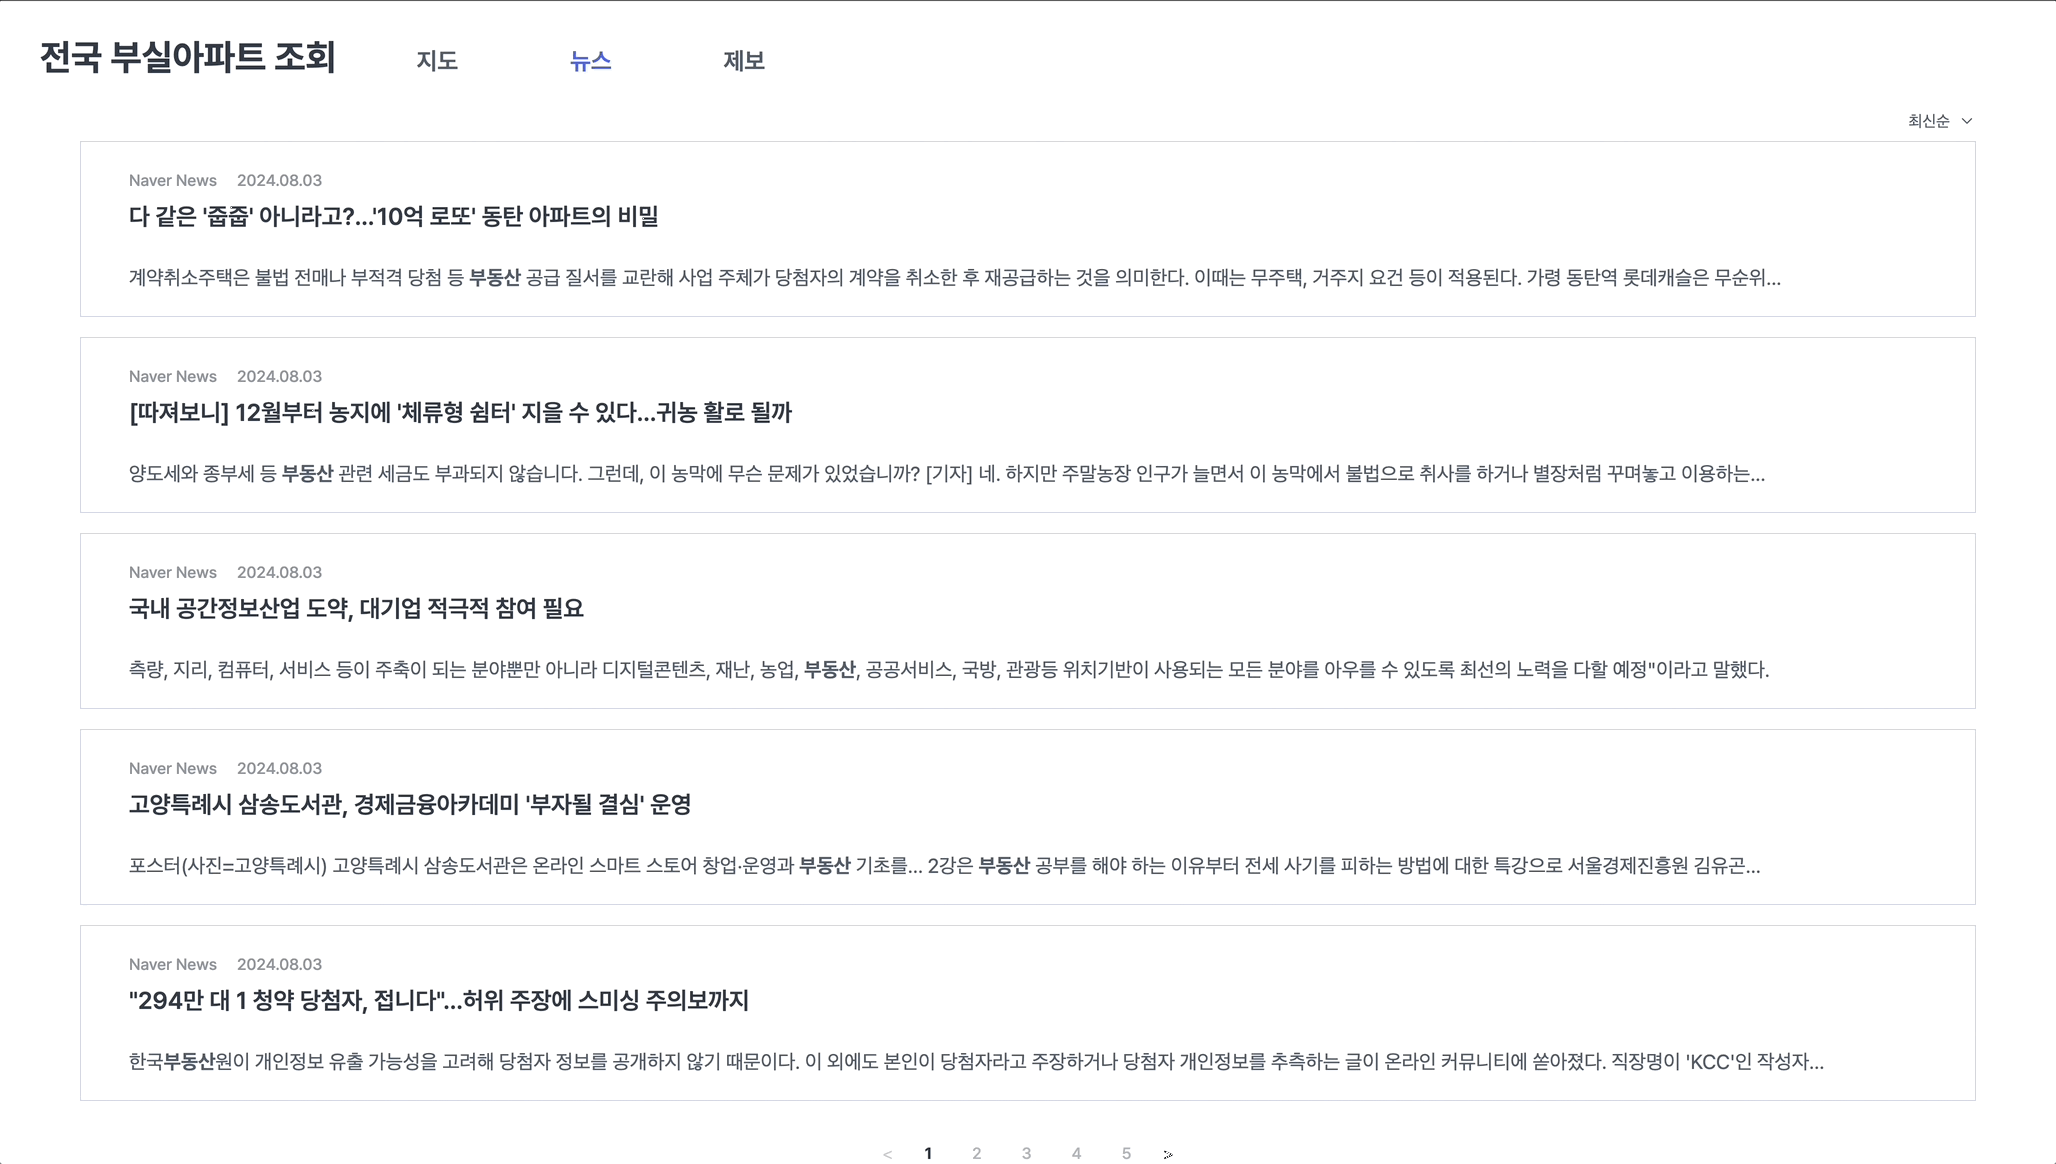 전국 부실아파트 조회 지도 뉴스 제보
최신순
Naver News 2024.08.03
다 같은 '줍줍' 아니라고?...'10억 로또' 동탄 아파트의 비밀
계약취소주택은 불법 전매나 부적격 당첨 등 부동산 공급 질서를 교란해 사업 주체가 당첨자의 계약을 취소한 후 재공급하는 것을 의미한다. 이때는 무주택, 거주지 요건 등이 적용된다. 가령 동탄역 롯데캐슬은 무순위...
Naver News 2024.08.03
[따져보니] 12월부터 농지에 '체류형 쉼터' 지을 수 있다...귀농 활로 될까
양도세와 종부세 등 부동산 관련 세금도 부과되지 않습니다. 그런데, 이 농막에 무슨 문제가 있었습니까? [기자] 네. 하지만 주말농장 인구가 늘면서 이 농막에서 불법으로 취사를 하거나 별장처럼 꾸며놓고 이용하는...
Naver News 2024.08.03
국내 공간정보산업 도약, 대기업 적극적 참여 필요
측량, 지리, 컴퓨터, 서비스 등이 주축이 되는 분야뿐만 아니라 디지털콘텐츠, 재난, 농업, 부동산, 공공서비스, 국방, 관광등 위치기반이 사용되는 모든 분야를 아우를 수 있도록 최선의 노력을 다할 예정"이라고 말했다.
Naver News 2024.08.03
고양특례시 삼송도서관, 경제금융아카데미 '부자될 결심' 운영
포스터(사진=고양특례시) 고양특례시 삼송도서관은 온라인 스마트 스토어 창업·운영과 부동산 기초를... 2강은 부동산 공부를 해야 하는 이유부터 전세 사기를 피하는 방법에 대한 특강으로 서울경제진흥원 김유곤...
Naver News 2024.08.03
"294만 대 1 청약 당첨자, 접니다"...허위 주장에 스미싱 주의보까지
한국부동산원이 개인정보 유출 가능성을 고려해 당첨자 정보를 공개하지 않기 때문이다. 이 외에도 본인이 당첨자라고 주장하거나 당첨자 개인정보를 추측하는 글이 온라인 커뮤니티에 쏟아졌다. 직장명이 'KCC'인 작성자...
< 1 2 3 4 5 >